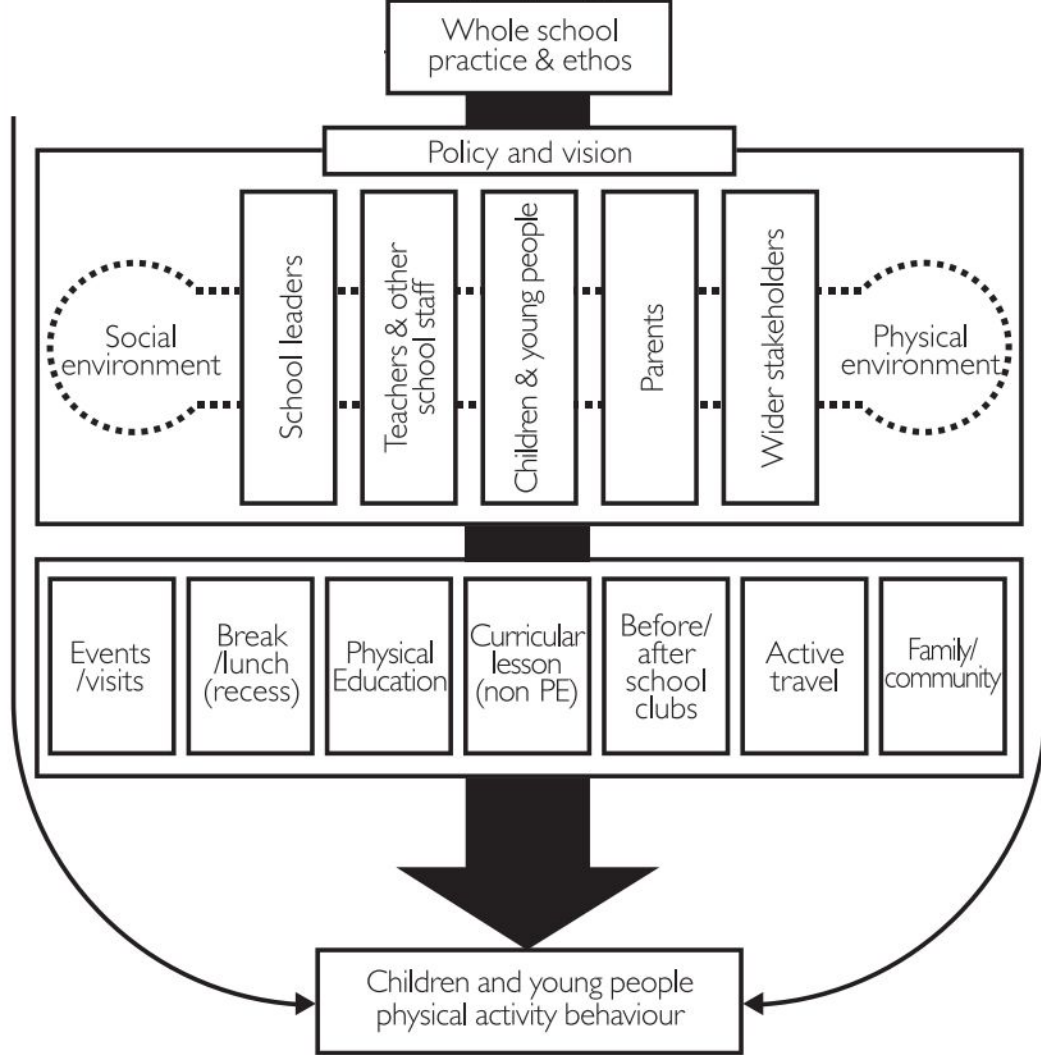 Whole school
practice & ethos
Policy and vision
Social
environment
School leaders
Teachers & other
school staff
Children & young people
Parents
Wider stakeholders
Physical
environment
Events
/visits
Break
/lunch
(recess)
Physical
Education
Curricular
lesson
(non PE)
Before/
after
school
clubs
Active
travel
Family/
community
Children and young people
physical activity behaviour